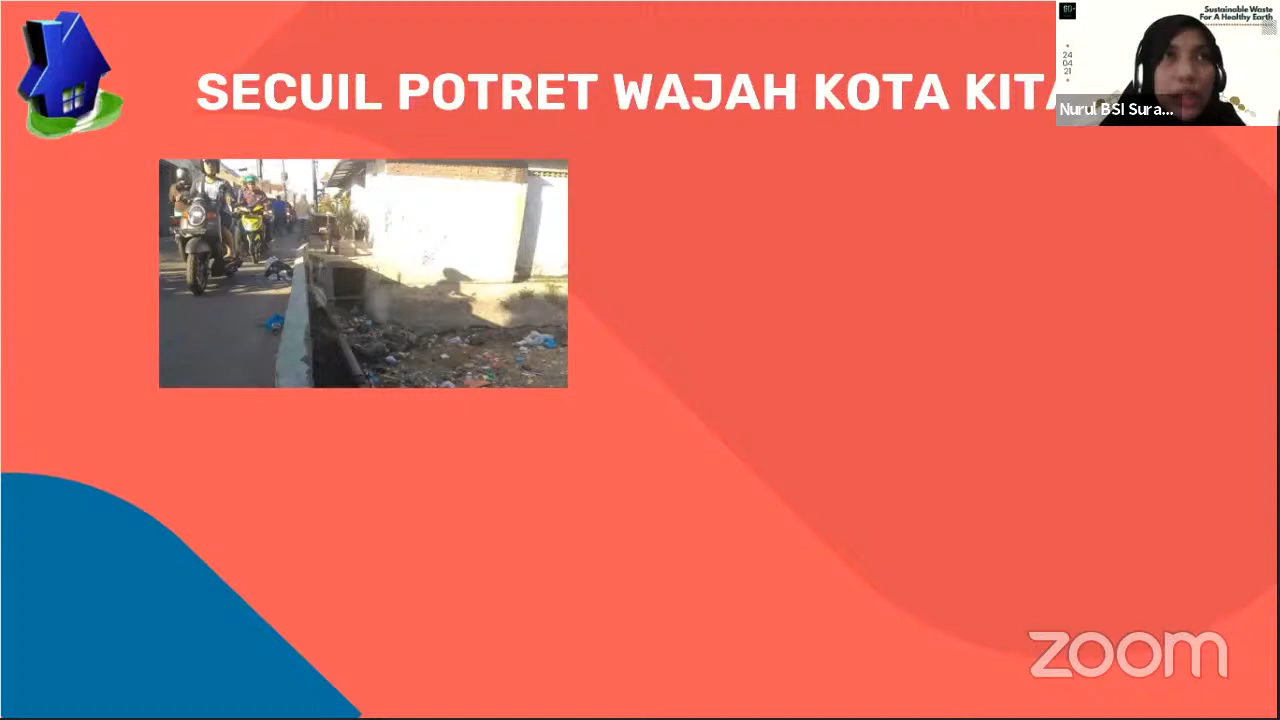 SECUIL POTRET WAJAH KOTA KITA
Sustainable Waste
For A Healthy Earth
24
04
21
Nurul BSI Sura...
zoom